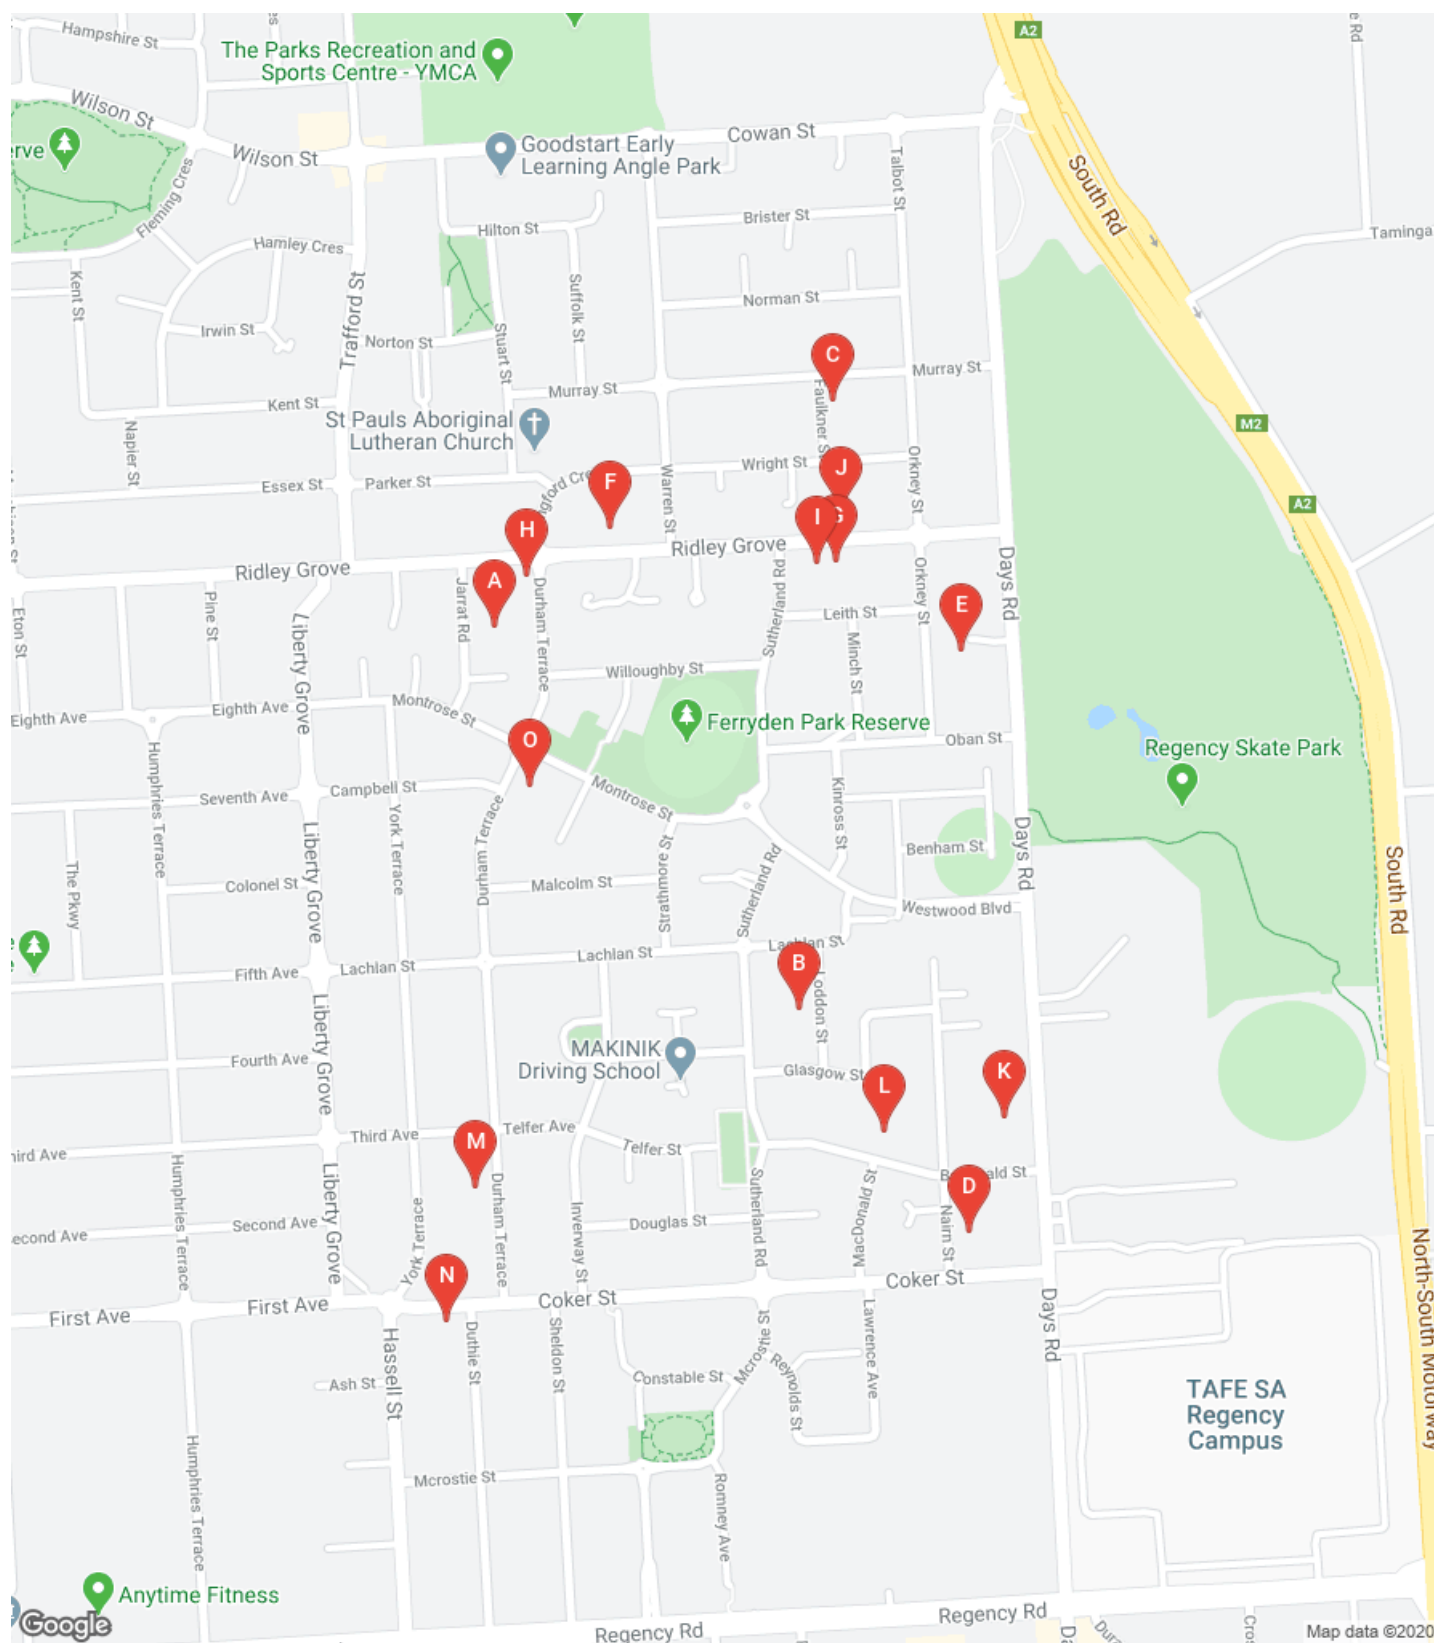 Hampshire St
The Parks Recreation and
Sports Centre - YMCA
A2
Wilson St
Cowan St
Goodstart Early
Learning Angle Park
Wilson St
Talbot St
South Rd
Fleming Cres
Brister St
Hilton St
Taminga
Hamley Cres
Kent St
Suffolk St
Norman St
Trafford St
Irwin St
Norton St
Stuart St
C
Murray St
Murray St
Kent St
Faulkner St
St Pauls Aboriginal
Lutheran Church
M2
Napier St
Orkney St
Wright St
J
Essex St
Parker St
F
Warren St
A2
I
G
H
Ridley Grove
Ridley Grove
Days Rd
A
Jarrat Rd
Durham Terrace
Sutherland Rd
Orkney St
E
Pine St
Eton St
Leith St
Liberty Grove
Minch St
Willoughby St
Montrose St
Eighth Ave
Eighth Ave
Ferryden Park Reserve
O
Oban St
Regency Skate Park
Humphries Terrace
Campbell St
Seventh Ave
Montrose St
Kinross St
York Terrace
Durham Terrace
Days Rd
Liberty Grove
Benham St
South Rd
The Pkwy
Colonel St
Malcolm St
Strathmore St
Sutherland Rd
Westwood Blvd
Lachlan St
Lachlan St
Lachlan St
Fifth Ave
B
Loddon St
Liberty Grove
Fourth Ave
MAKINIK
Driving School
Glasgow St
K
L
Third Ave
Telfer Ave
M
Telfer St
D
Humphries Terrace
Liberty Grove
Durham Terrace
Sutherland Rd
MacDonald St
Nairn St
York Terrace
Inverway St
Second Ave
Douglas St
North-South Motorway
N
Coker St
First Ave
First Ave
Coker St
Days Rd
Hassell St
Duthie St
Sheldon St
Mcrostie St
Lawrence Ave
Reynolds St
Ash St
Constable St
TAFE SA
Regency
Campus
Humphries Terrace
Mcrostie St
Romney Ave
Anytime Fitness
Regency Rd
Regency Rd
Google
Map data ©2020